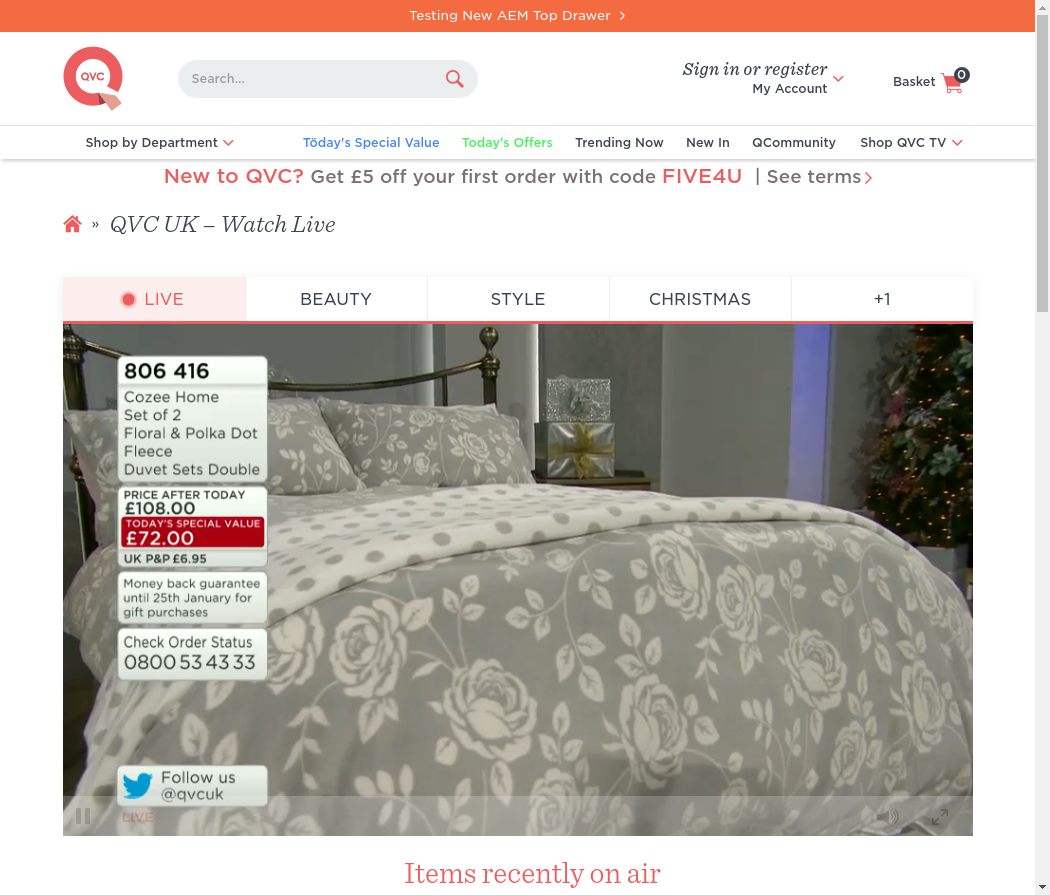 Testing New AEM Top Drawer
QVC
Search...
Sign in or register
My Account
Basket 0
Shop by Department
Töday's Special Value
Today's Offers
Trending Now
New In
QCommunity
Shop QVC TV
New to QVC? Get £5 off your first order with code FIVE4U | See terms
» QVC UK – Watch Live
LIVE
BEAUTY
STYLE
CHRISTMAS
+1
806 416
Cozee Home
Set of 2
Floral & Polka Dot
Fleece
Duvet Sets Double
PRICE AFTER TODAY
£108.00
TODAY'S SPECIAL VALUE
£72.00
UK P&P £6.95
Money back guarantee
until 25th January for
gift purchases
Check Order Status
0800 53 43 33
Follow us
@qvcuk
LIVE
Items recently on air